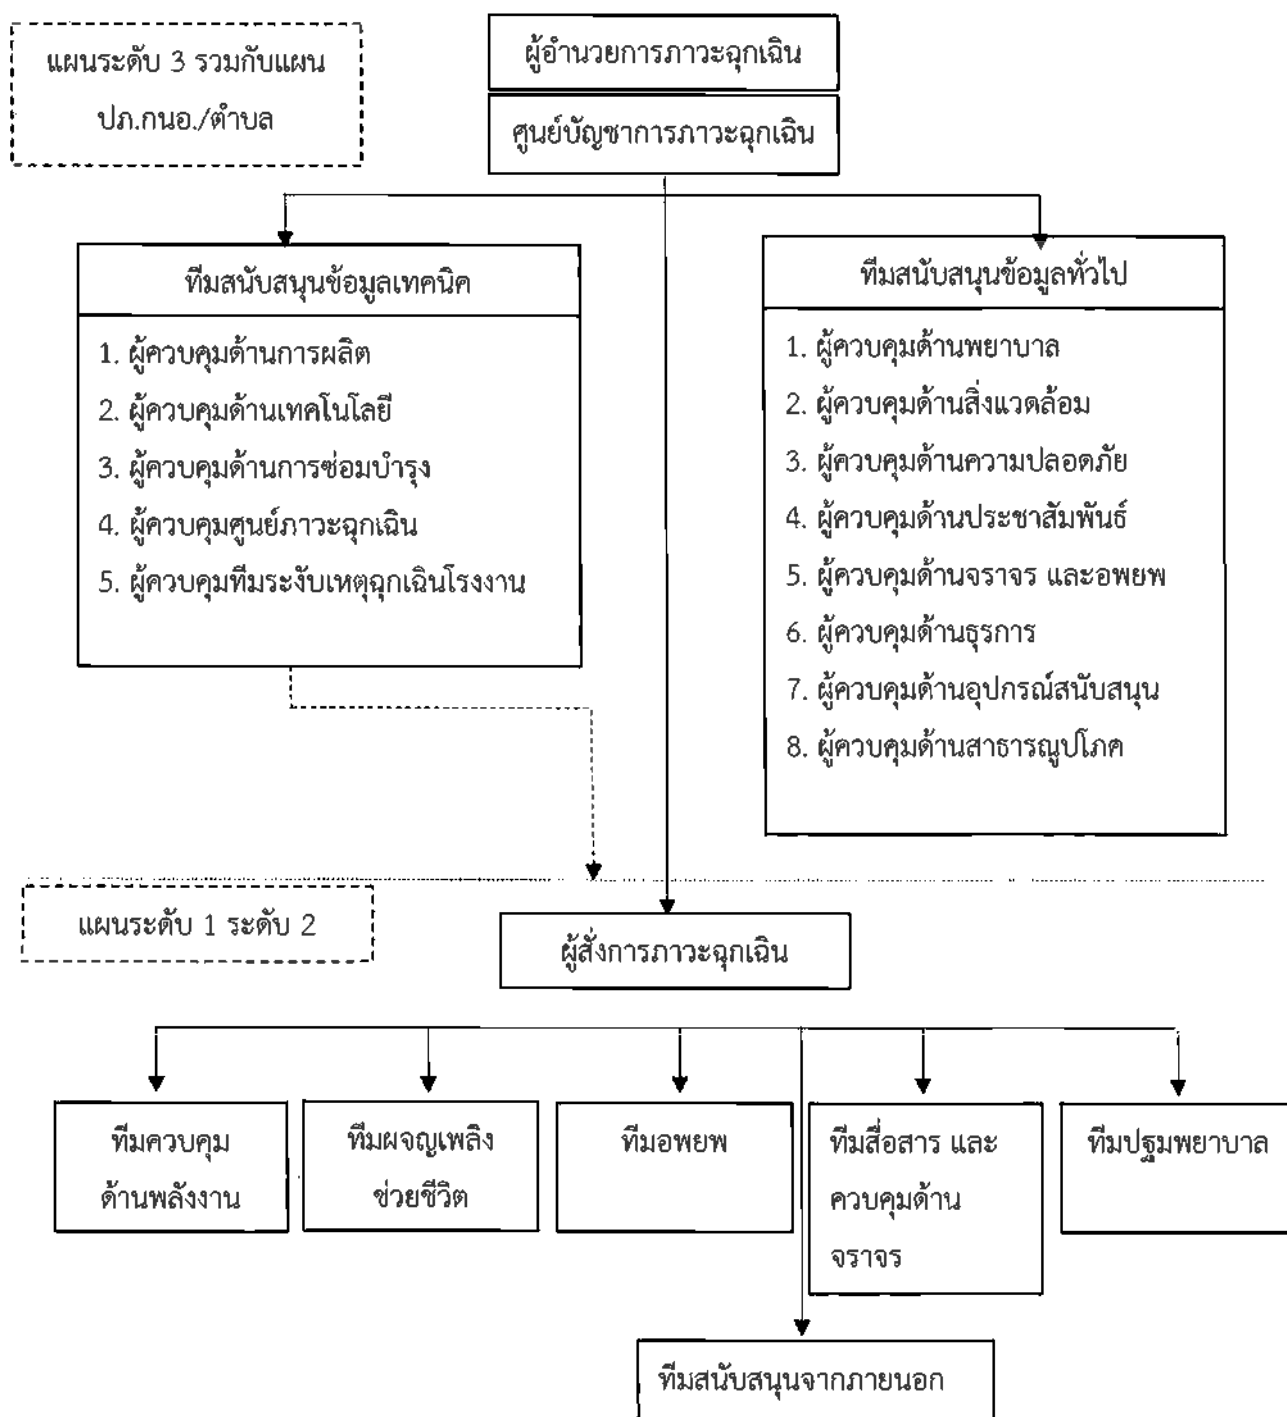 แผนระดับ 3 รวมกับแผน
ปภ.กนอ./ตำบล
ผู้อำนวยการภาวะฉุกเฉิน
ศูนย์บัญชาการภาวะฉุกเฉิน
ทีมสนับสนุนข้อมูลเทคนิค
1. ผู้ควบคุมด้านการผลิต
2. ผู้ควบคุมด้านเทคโนโลยี
3. ผู้ควบคุมด้านการซ่อมบำรุง
4. ผู้ควบคุมศูนย์ภาวะฉุกเฉิน
5. ผู้ควบคุมทีมระงับเหตุฉุกเฉินโรงงาน
ทีมสนับสนุนข้อมูลทั่วไป
1. ผู้ควบคุมด้านพยาบาล
2. ผู้ควบคุมด้านสิ่งแวดล้อม
3. ผู้ควบคุมด้านความปลอดภัย
4. ผู้ควบคุมด้านประชาสัมพันธ์
5. ผู้ควบคุมด้านจราจร และอพยพ
6. ผู้ควบคุมด้านธุรการ
7. ผู้ควบคุมด้านอุปกรณ์สนับสนุน
8. ผู้ควบคุมด้านสาธารณูปโภค
แผนระดับ 1 ระดับ 2
ผู้สั่งการภาวะฉุกเฉิน
ทีมควบคุม
ด้านพลังงาน
ทีมผจญเพลิง
ช่วยชีวิต
ทีมอพยพ
ทีมสื่อสาร และ
ควบคุมด้าน
จราจร
ทีมปฐมพยาบาล
ทีมสนับสนุนจากภายนอก